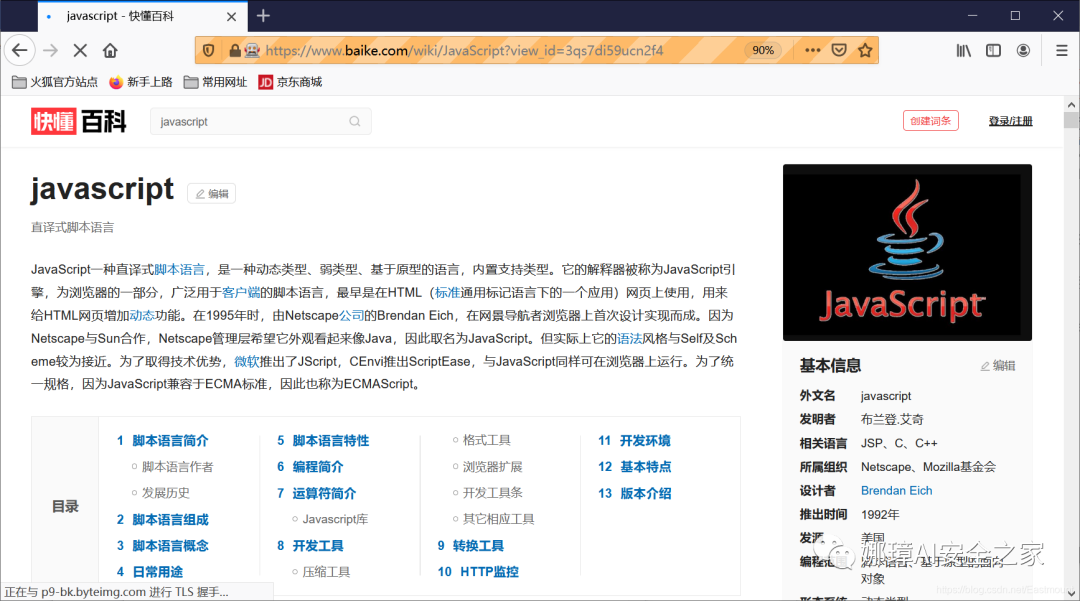 javascript - 快懂百科
https://www.baike.com/wiki/JavaScript?view_id=3qs7di59ucn2f4
90%
火狐官方站点
新手上路
常用网址
JD 京东商城
快懂百科
javascript
创建词条
登录/注册
javascript
编辑
直译式脚本语言
JavaScript一种直译式脚本语言，是一种动态类型、弱类型、基于原型的语言，内置支持类型。它的解释器被称为JavaScript引
擎，为浏览器的一部分，广泛用于客户端的脚本语言，最早是在HTML（标准通用标记语言下的一个应用）网页上使用，用来
给HTML网页增加动态功能。在1995年时，由Netscape公司的Brendan Eich，在网景导航者浏览器上首次设计实现而成。因为
Netscape与Sun合作，Netscape管理层希望它外观看起来像Java，因此取名为JavaScript。但实际上它的语法风格与Self及Sch
eme较为接近。为了取得技术优势，微软推出了JScript，CEnvi推出ScriptEase，与JavaScript同样可在浏览器上运行。为了统
一规格，因为JavaScript兼容于ECMA标准，因此也称为ECMAScript。
目录
1 脚本语言简介
脚本语言作者
发展历史
2 脚本语言组成
3 脚本语言概念
4 日常用途
5 脚本语言特性
6 编程简介
7 运算符简介
Javascript库
8 开发工具
压缩工具
格式工具
浏览器扩展
开发工具条
其它相应工具
9 转换工具
10 HTTP监控
11 开发环境
12 基本特点
13 版本介绍
JavaScript
基本信息
编辑
外文名 javascript
发明者 布兰登.艾奇
相关语言 JSP、C、C++
所属组织 Netscape、Mozilla基金会
设计者 Brendan Eich
推出时间 1992年
发源 美国
编程范围
基于原型的面向
对象
娜璋AI安全之家
正在与 p9-bk.byteimg.com 进行 TLS 握手...